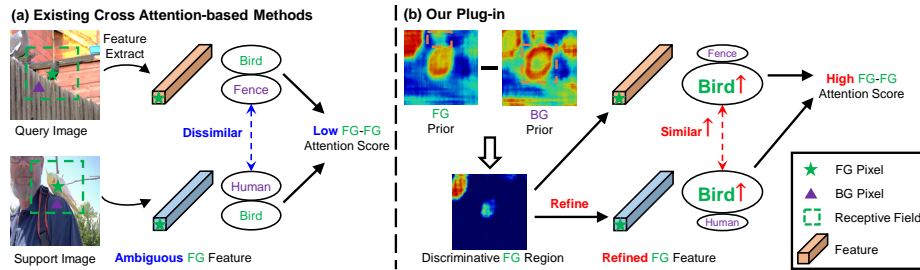 (a) Existing Cross Attention-based Methods
Feature
Extract
Query Image
Bird
Fence
Dissimilar
Low FG-FG
Attention Score
Human
Bird
Support Image
Ambiguous FG Feature
(b) Our Plug-in
FG
Prior
BG
Prior
Discriminative FG Region
Refine
Fence
Bird↑
Similar↑
Bird↑
Human
Refined FG Feature
High FG-FG
Attention Score
FG Pixel
BG Pixel
Receptive Field
Feature